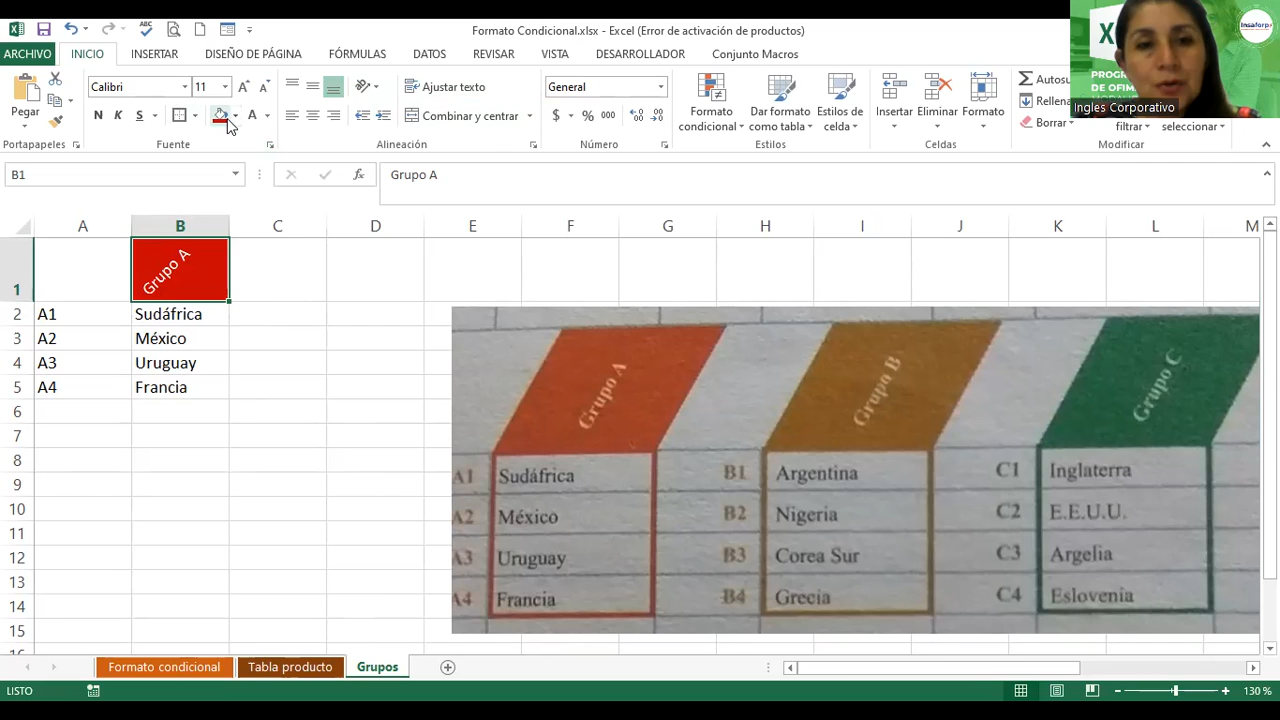 Formato Condicional.xlsx - Excel (Error de activación de productos)
ARCHIVO INICIO INSERTAR DISEÑO DE PÁGINA FÓRMULAS DATOS REVISAR VISTA DESARROLLADOR Conjunto Macros
Insaforp
Ingles Corporativo
Pegar
Calibri 11
N K S
Ajustar texto
Combinar y centrar
General
$ % 000
Formato condicional
Dar formato como tabla
Estilos de celda
Insertar Eliminar Formato
Borrar
filtrar seleccionar
Portapapeles Fuente Alineación Número Estilos Celdas Modificar
B1 fx Grupo A
A B C D E F G H I J K L M
1 Grupo A
2 A1 Sudáfrica
3 A2 México
4 A3 Uruguay
5 A4 Francia
6
7
8
9
10
11
12
13
14
15
16
Grupo A Grupo B Grupo C
A1 Sudáfrica B1 Argentina C1 Inglaterra
A2 México B2 Nigeria C2 E.E.U.U.
A3 Uruguay B3 Corea Sur C3 Argelia
A4 Francia B4 Grecia C4 Eslovenia
Formato condicional Tabla producto Grupos
LISTO 130 %